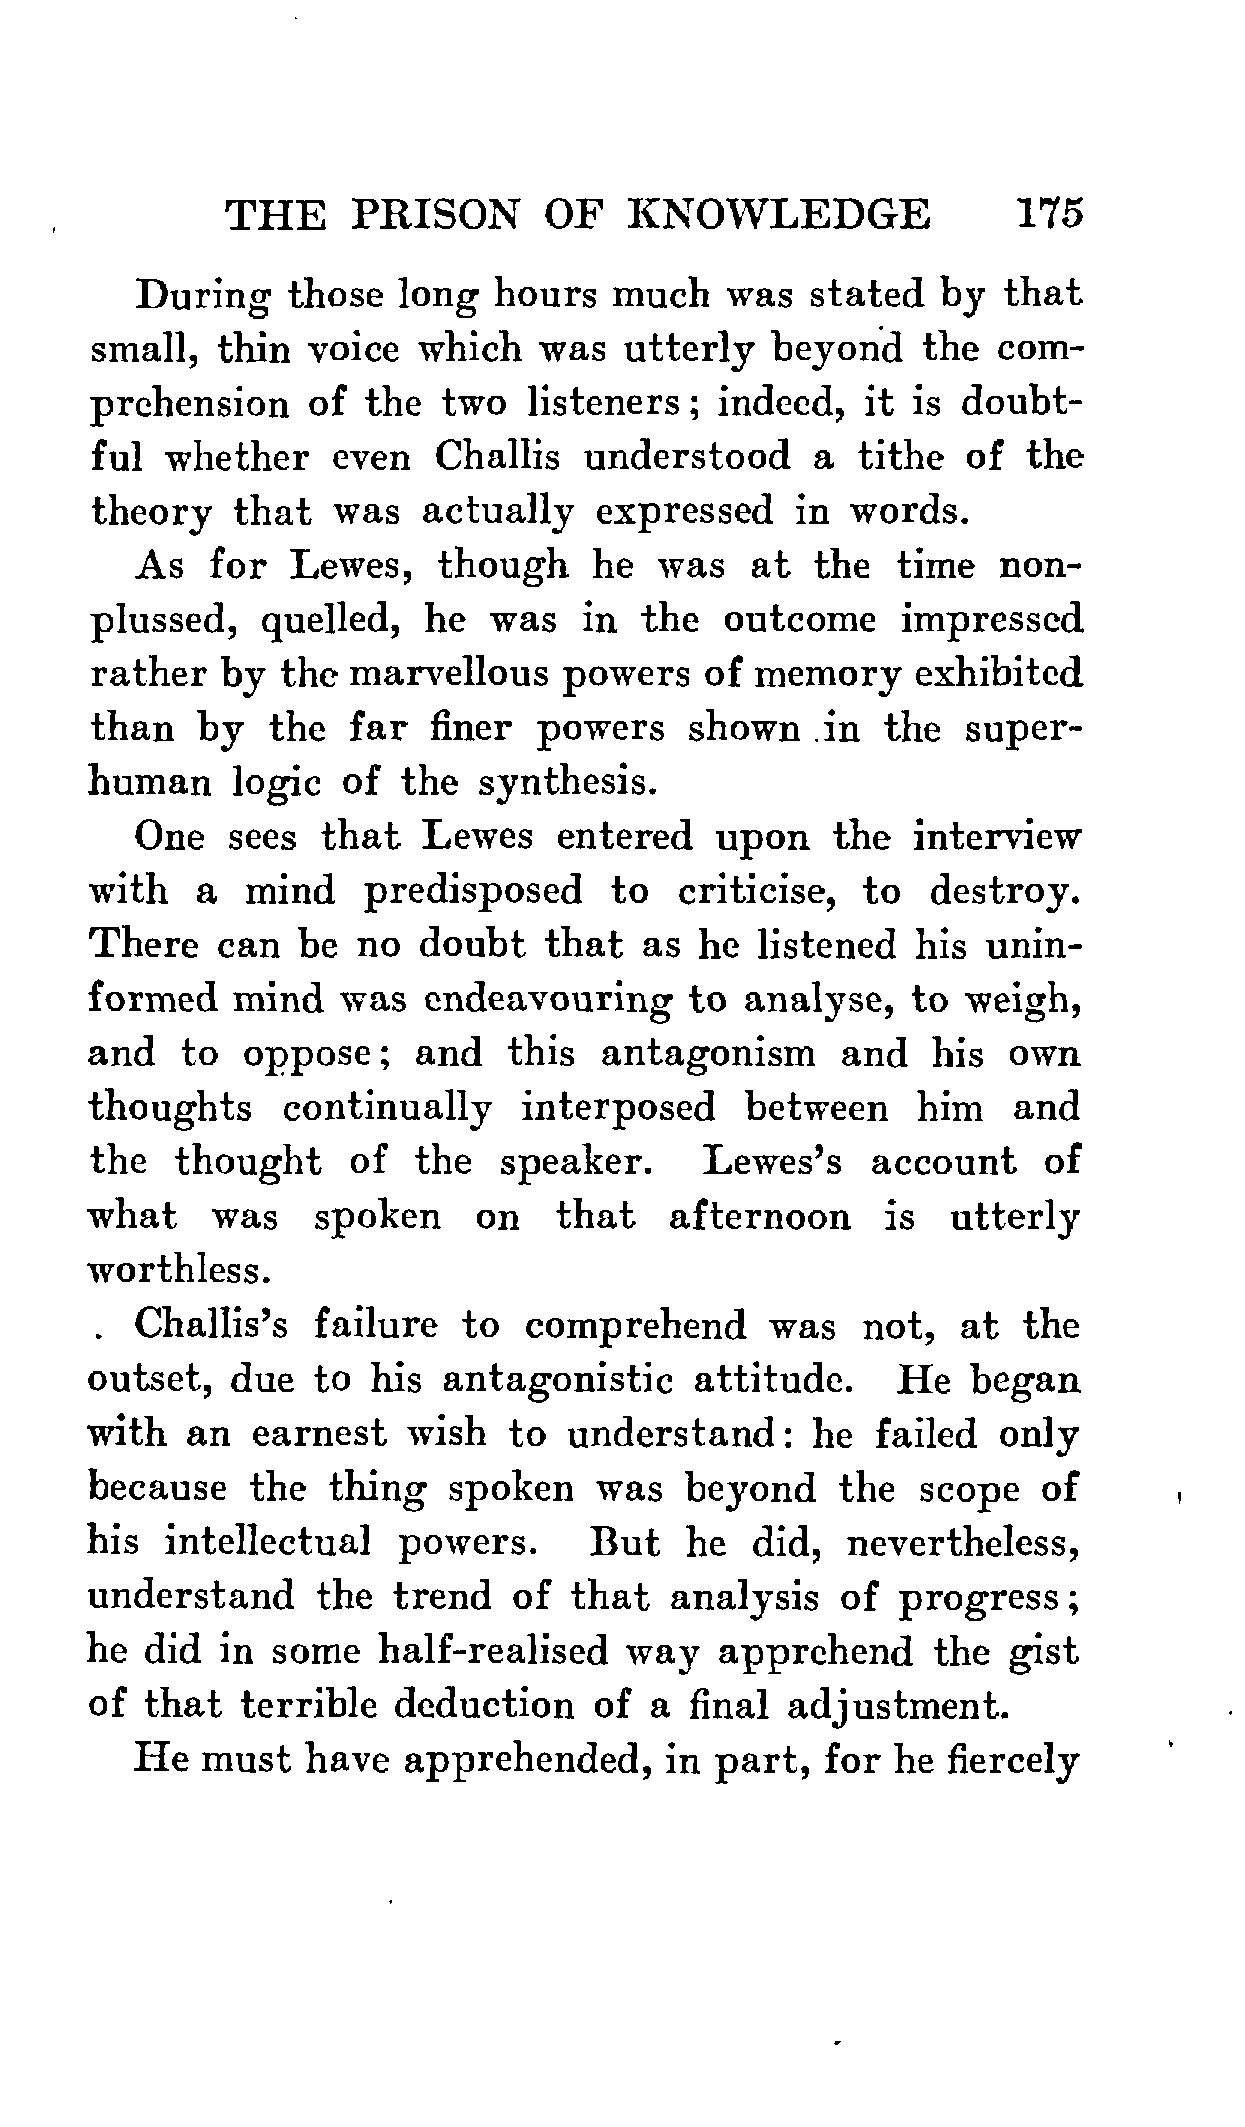 THE PRISON OF KNOWLEDGE 175
During those long hours much was stated by that
small, thin voice which was utterly beyond the com-
prehension of the two listeners; indeed, it is doubt-
ful whether even Challis understood a tithe of the
theory that was actually expressed in words.
As for Lewes, though he was at the time non-
plussed, quelled, he was in the outcome impressed
rather by the marvellous powers of memory exhibited
than by the far finer powers shown in the super-
human logic of the synthesis.
One sees that Lewes entered upon the interview
with a mind predisposed to criticise, to destroy.
There can be no doubt that as he listened his unin-
formed mind was endeavouring to analyse, to weigh,
and to oppose; and this antagonism and his own
thoughts continually interposed between him and
the thought of the speaker. Lewes's account of
what was spoken on that afternoon is utterly
worthless.
Challis's failure to comprehend was not, at the
outset, due to his antagonistic attitude. He began
with an earnest wish to understand: he failed only
because the thing spoken was beyond the scope of
his intellectual powers. But he did, nevertheless,
understand the trend of that analysis of progress;
he did in some half-realised way apprehend the gist
of that terrible deduction of a final adjustment.
He must have apprehended, in part, for he fiercely